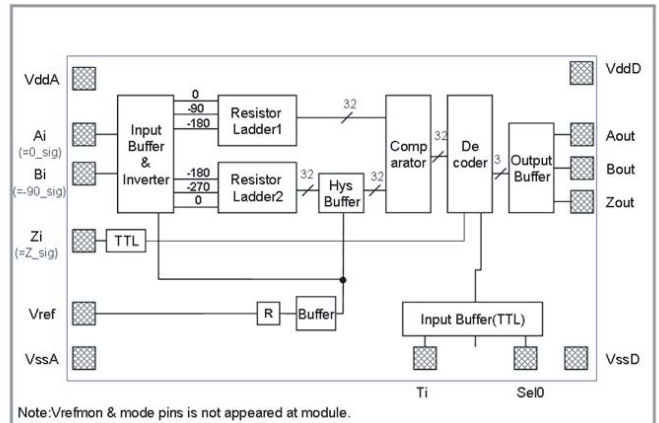 VddA
VddD
0
-90
-180
Resistor
Ladder1
32
Ai
(=0_sig)
Input
Buffer
&
Inverter
Comp
arator
32
De
coder
Output
Buffer
3
Aout
Bi
(=-90_sig)
-180
-270
0
Resistor
Ladder2
32
Hys
Buffer
32
Bout
Zout
Zi
(=Z_sig)
TTL
Vref
R
Buffer
Input Buffer(TTL)
VssA
VssD
Ti
Sel0
Note:Vrefmon & mode pins is not appeared at module.